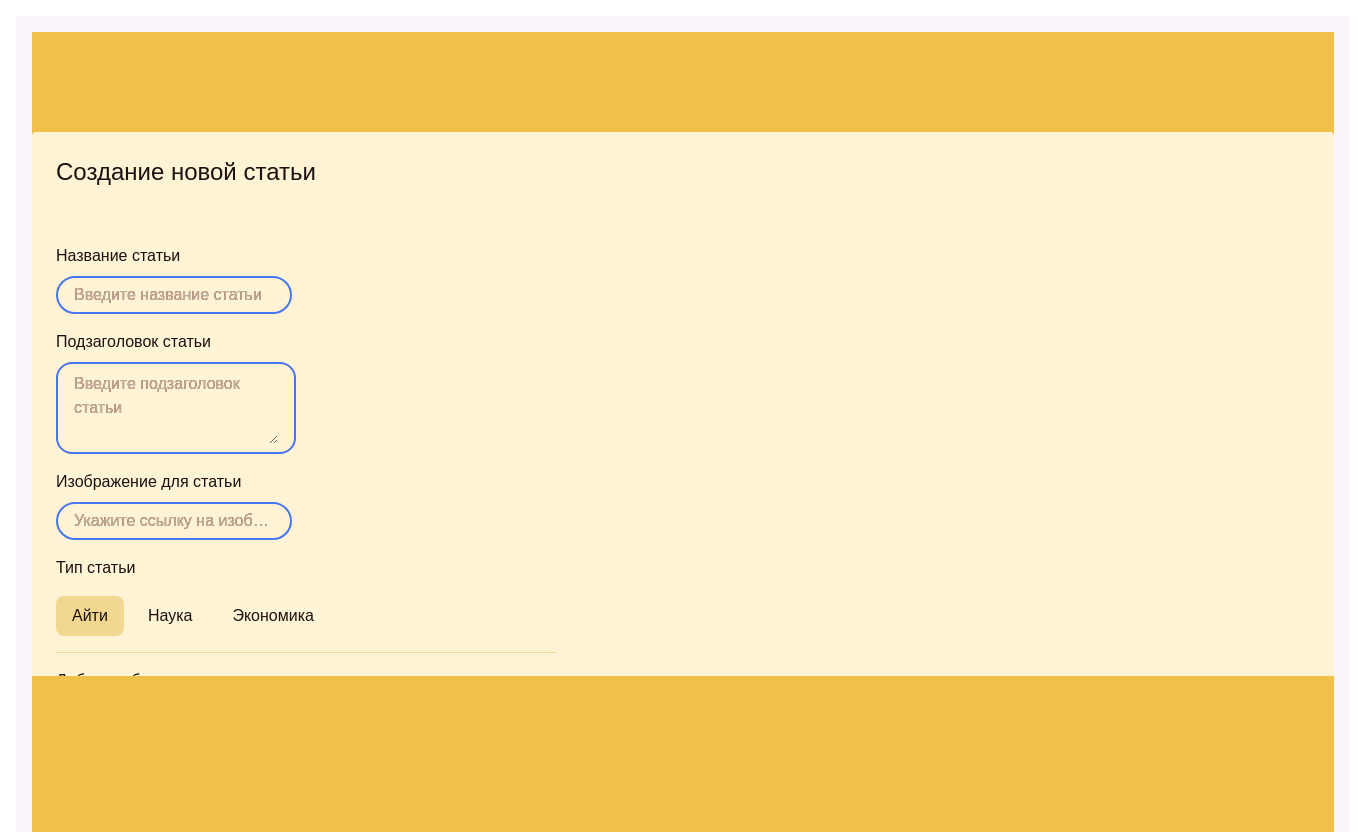 Создание новой статьи
Название статьи
Введите название статьи
Подзаголовок статьи
Введите подзаголовок
статьи
Изображение для статьи
Укажите ссылку на изоб…
Тип статьи
Айти Наука Экономика